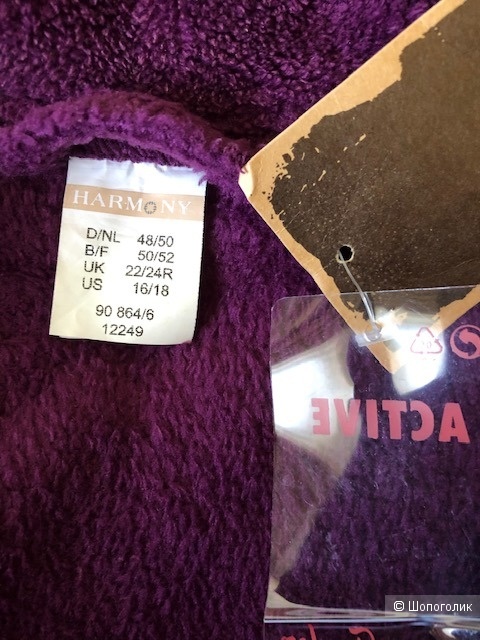 HARMONY
D/NL 48/50
B/F 50/52
UK 22/24R
US 16/18
90 864/6
12249
ACTIVE
© Шопоголик